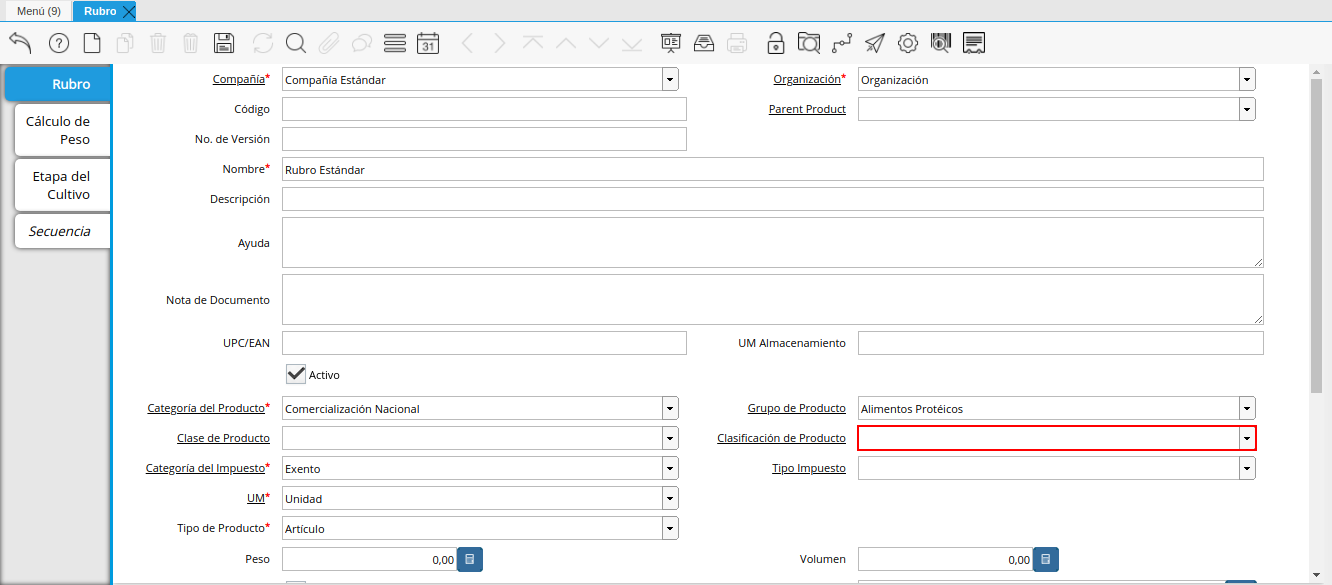 Menú (9) Rubro
31
Rubro
Cálculo de
Peso
Etapa del
Cultivo
Secuencia
Compañía* Compañía Estándar Organización* Organización
Código Parent Product
No. de Versión
Nombre* Rubro Estándar
Descripción
Ayuda
Nota de Documento
UPC/EAN UM Almacenamiento
Activo
Categoría del Producto* Comercialización Nacional Grupo de Producto Alimentos Protéicos
Clase de Producto Clasificación de Producto
Categoría del Impuesto* Exento Tipo Impuesto
UM* Unidad
Tipo de Producto* Artículo
Peso 0,00 Volumen 0,00